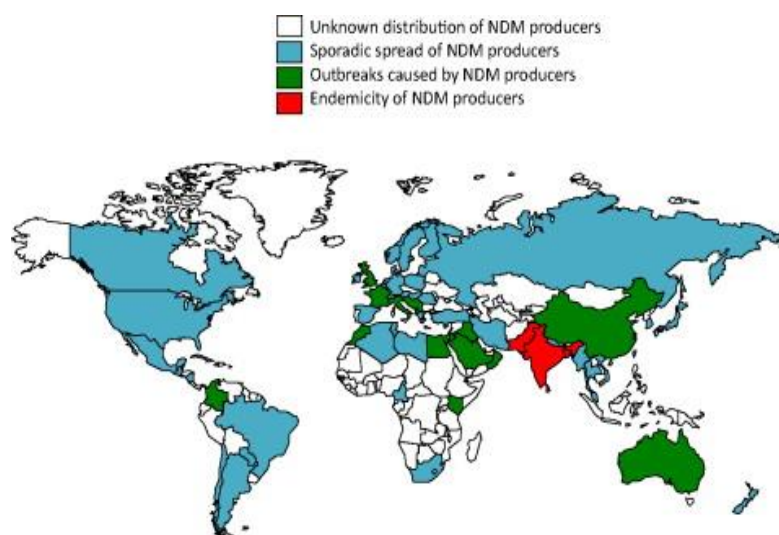 Unknown distribution of NDM producers
Sporadic spread of NDM producers
Outbreaks caused by NDM producers
Endemicity of NDM producers